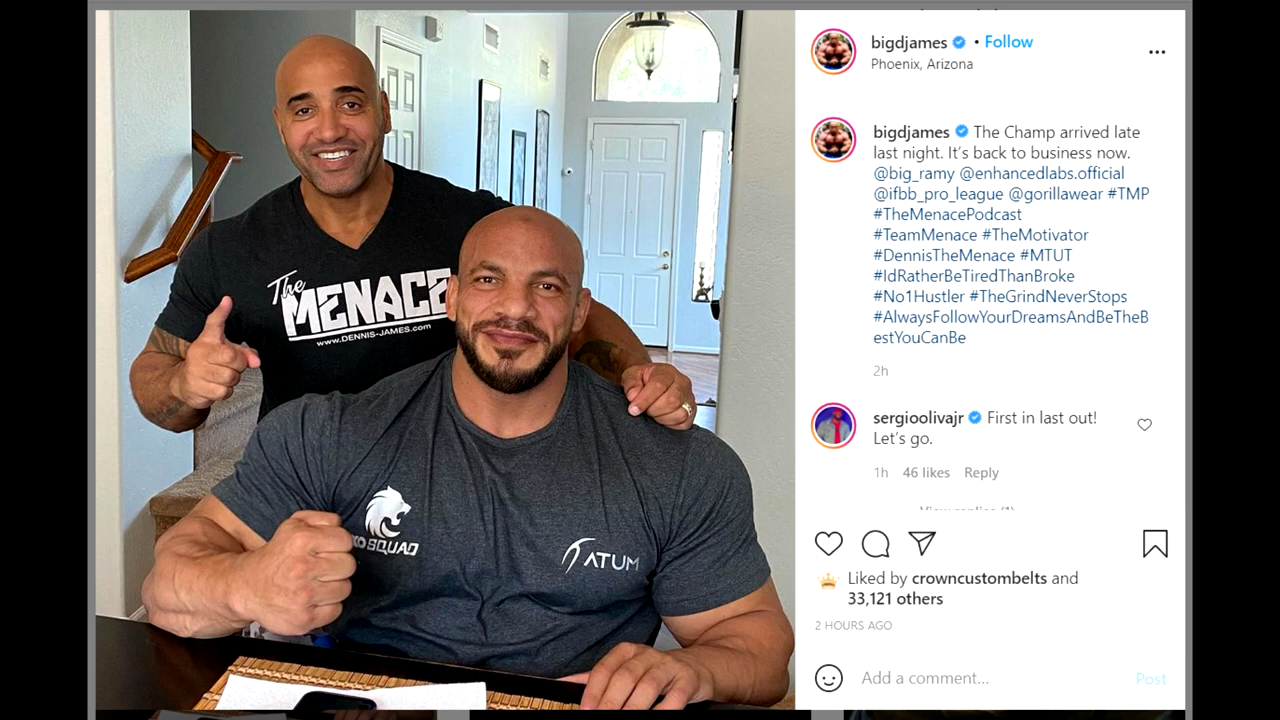 The
MENACE
www.DENNIS-JAMES.com
SQUAD
ATUM
bigdjames • Follow
Phoenix, Arizona
bigdjames The Champ arrived late
last night. It's back to business now.
@big_ramy @enhancedlabs.official
@ifbb_pro_league @gorillawear #TMP
#TheMenacePodcast
#TeamMenace #TheMotivator
#DennisTheMenace #MTUT
#IdRatherBeTiredThanBroke
#No1Hustler #TheGrindNeverStops
#AlwaysFollowYourDreamsAndBeTheB
estYouCanBe
2h
sergioolivajr First in last out!
Let's go.
1h 46 likes Reply
View replies (1)
Liked by crowncustombelts and
33,121 others
2 HOURS AGO
Add a comment... Post